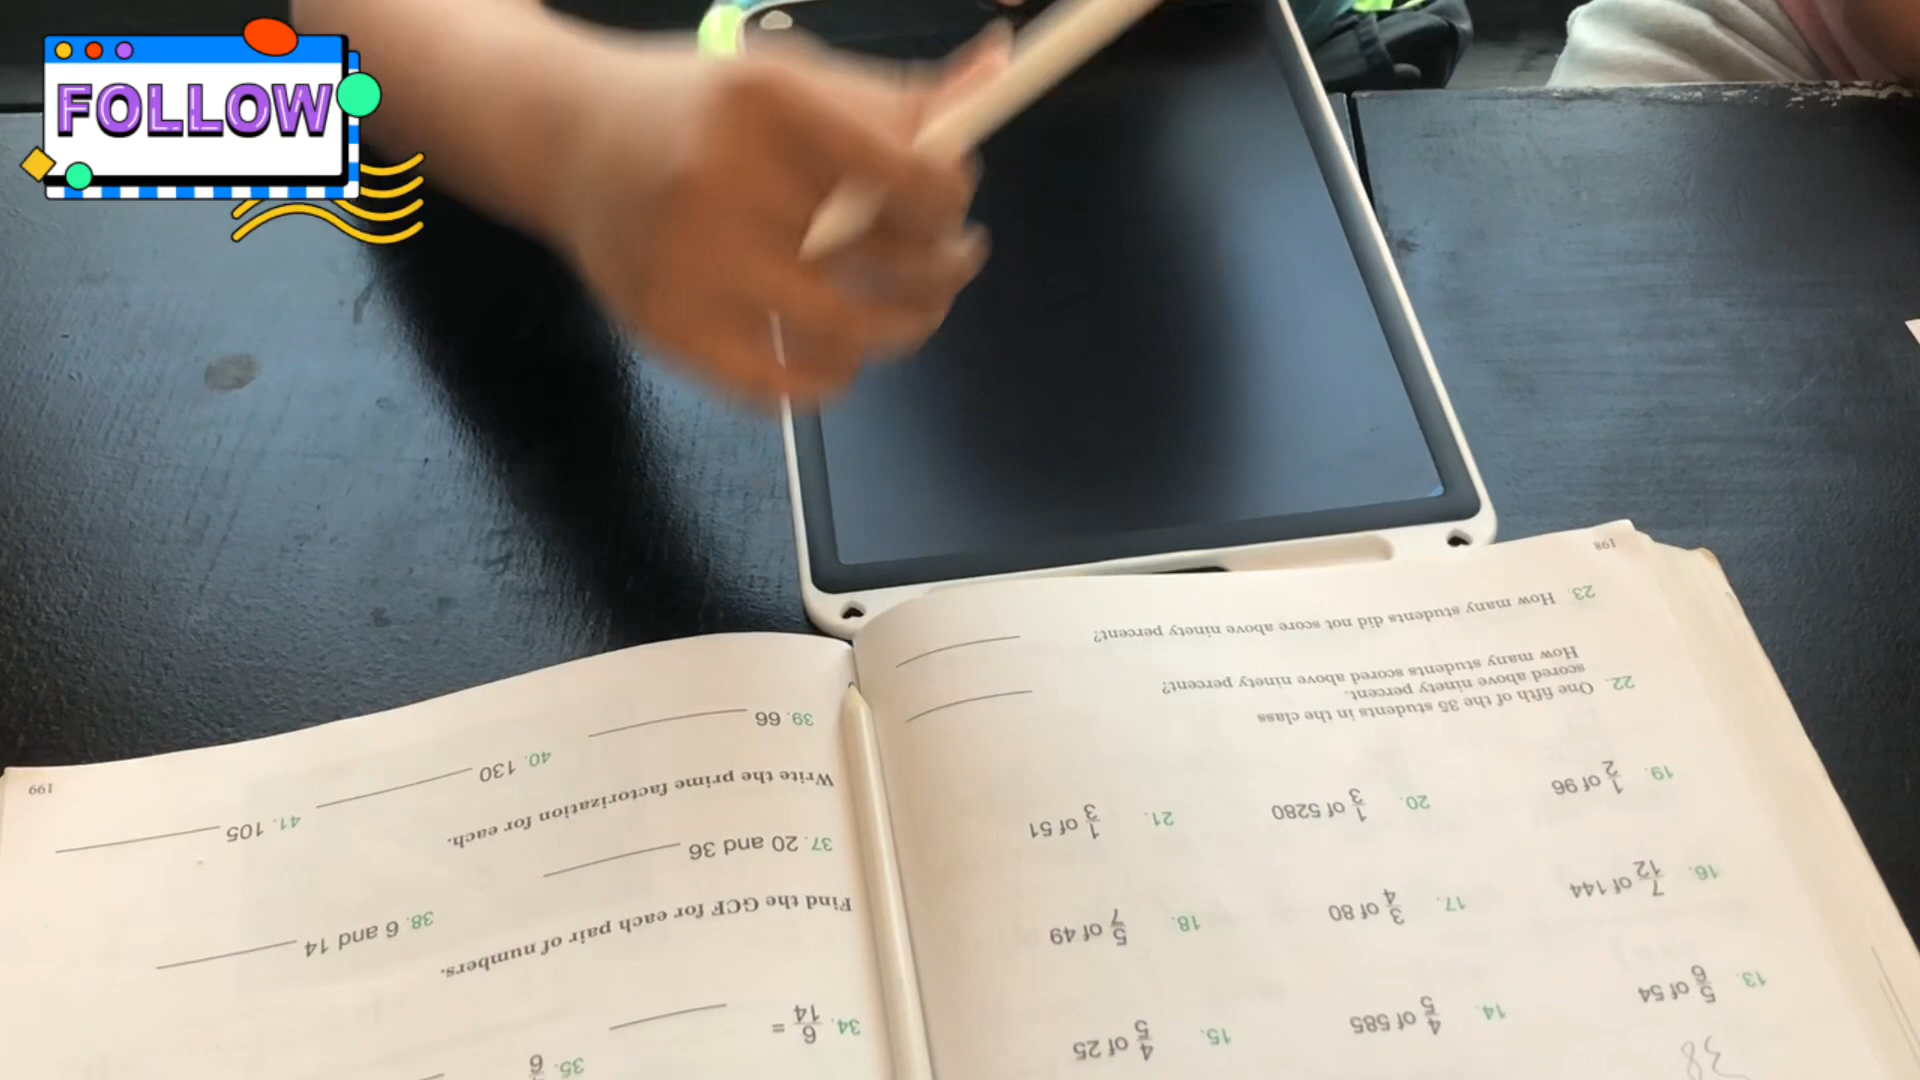 FOLLOW
38
13. 5/6 of 54
14. 4/5 of 585
15. 4/5 of 25
16. 7/12 of 144
17. 3/4 of 80
18. 5/7 of 49
19. 1/2 of 96
20. 1/3 of 5280
21. 1/3 of 51
22. One fifth of the 35 students in the class
score above ninety percent.
How many students scored above ninety percent?
23. How many students did not score above ninety percent?
198
34. 6/14 =
35. 6
Find the GCF for each pair of numbers.
37. 20 and 36
38. 6 and 14
Write the prime factorization for each.
39. 66
40. 130
41. 105
199